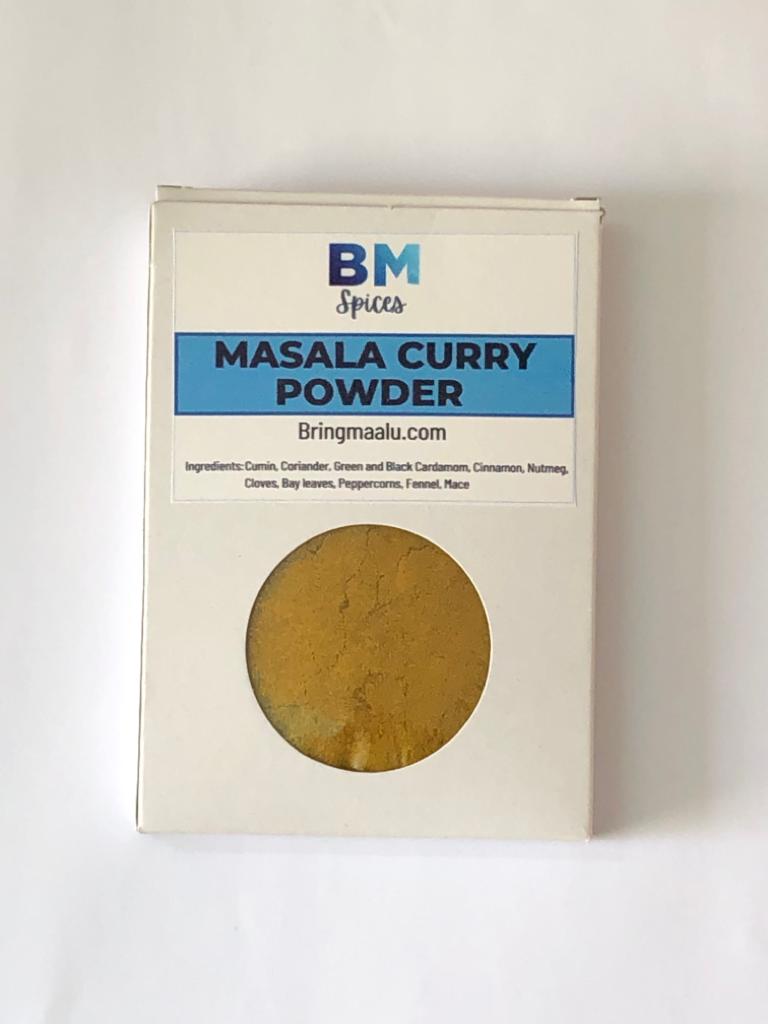 BM
Spices
MASALA CURRY
POWDER
Bringmaalu.com
Ingredients: Cumin, Coriander, Green and Black Cardamom, Cinnamon, Nutmeg,
Cloves, Bay leaves, Peppercorns, Fennel, Mace